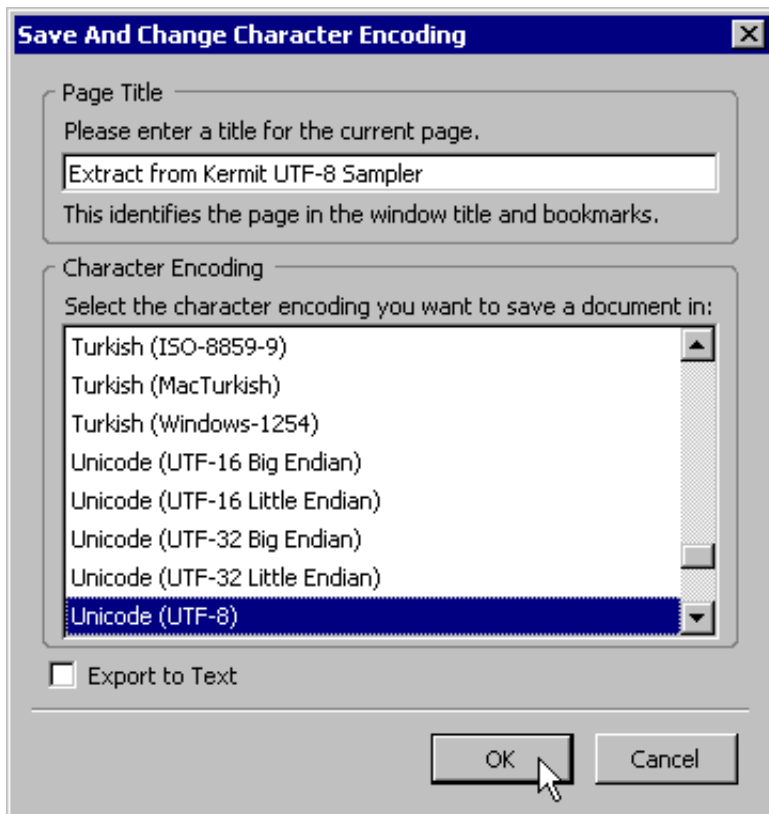 Save And Change Character Encoding
Page Title
Please enter a title for the current page.
Extract from Kermit UTF-8 Sampler
This identifies the page in the window title and bookmarks.
Character Encoding
Select the character encoding you want to save a document in:
Turkish (ISO-8859-9)
Turkish (MacTurkish)
Turkish (Windows-1254)
Unicode (UTF-16 Big Endian)
Unicode (UTF-16 Little Endian)
Unicode (UTF-32 Big Endian)
Unicode (UTF-32 Little Endian)
Unicode (UTF-8)
Export to Text
OK Cancel